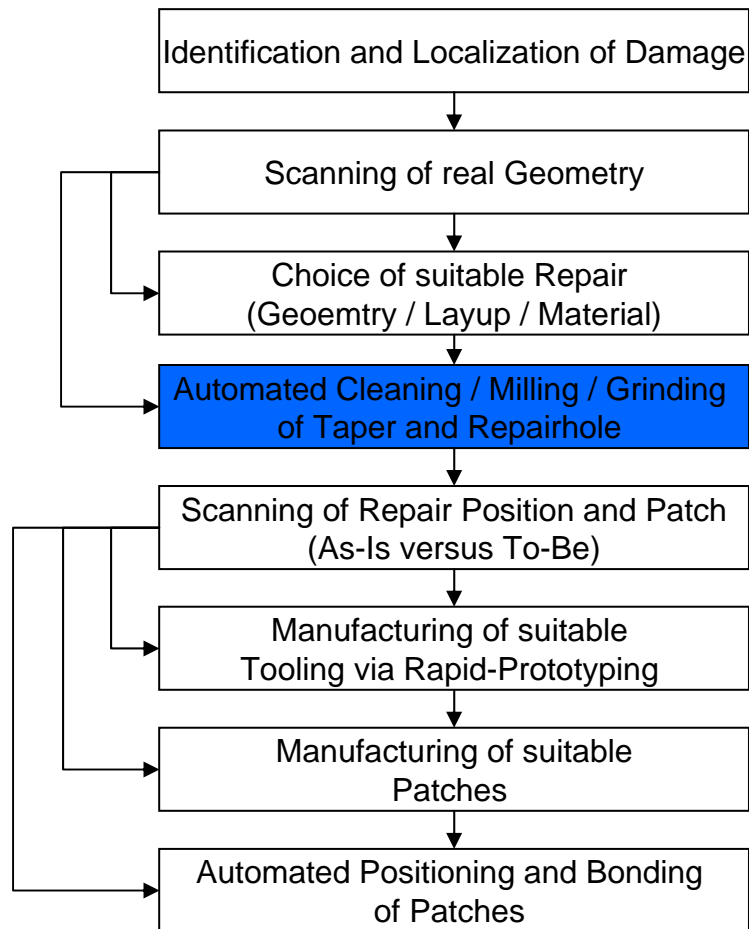 Identification and Localization of Damage
Scanning of real Geometry
Choice of suitable Repair
(Geoemtry / Layup / Material)
Automated Cleaning / Milling / Grinding
of Taper and Repairhole
Scanning of Repair Position and Patch
(As-Is versus To-Be)
Manufacturing of suitable
Tooling via Rapid-Prototyping
Manufacturing of suitable
Patches
Automated Positioning and Bonding
of Patches